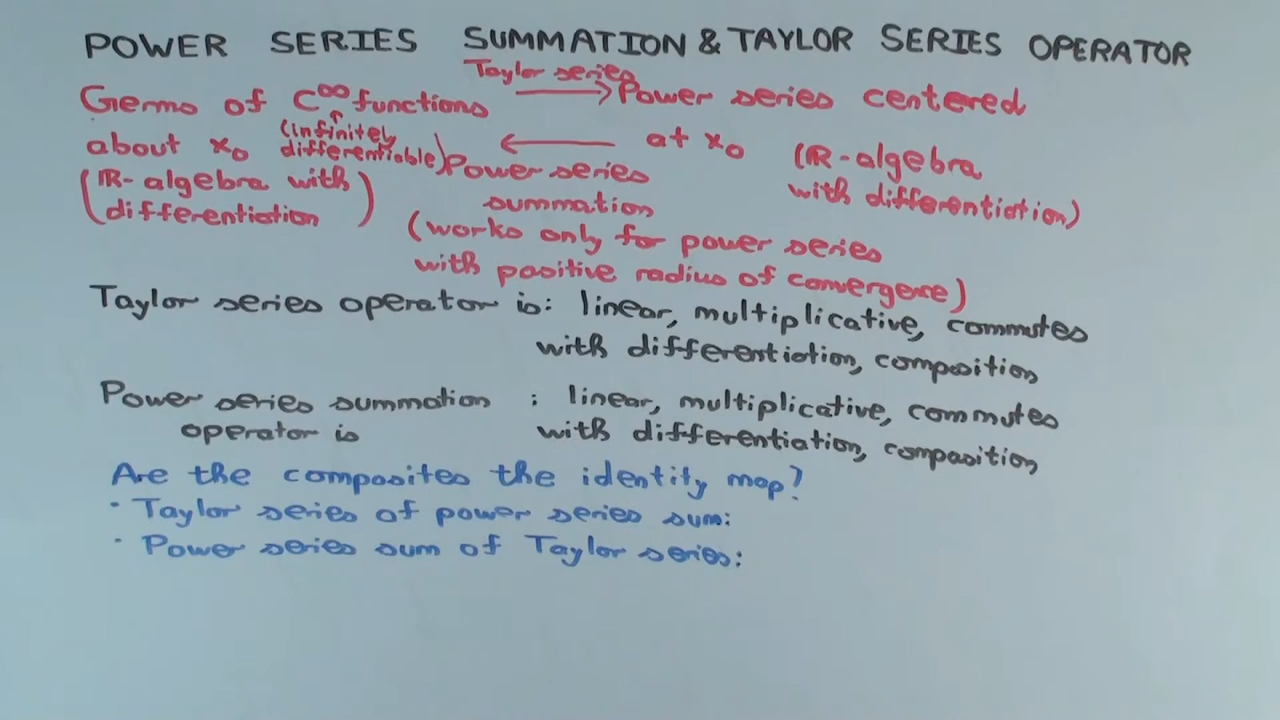 POWER SERIES SUMMATION & TAYLOR SERIES OPERATOR
Taylor series
Germs of C∞ functions → Power series centered
(infinitely
about x₀ differentiable) ← at x₀ (R-algebra
Power series
(R-algebra with with differentiation)
differentiation) summation
(works only for power series
with positive radius of convergence)
Taylor series operator is: linear, multiplicative, commutes
with differentiation, composition
Power series summation : linear, multiplicative, commutes
operator is with differentiation, composition
Are the composites the identity map?
· Taylor series of power series sum:
· Power series sum of Taylor series: